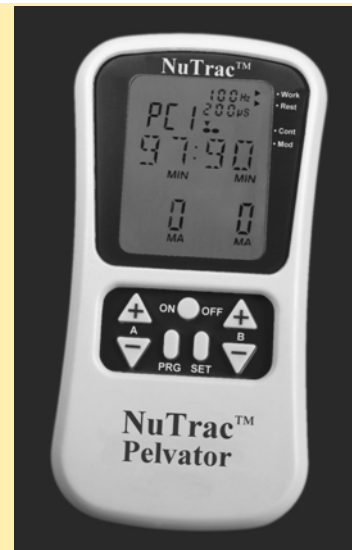 NuTrac™
100Hz
PC1 200µS
• Work
• Rest
• Cont
• Mod
97:90
MIN MIN
0 0
MA MA
ON OFF
+ +
A B
− −
PRG SET
NuTrac™
Pelvator